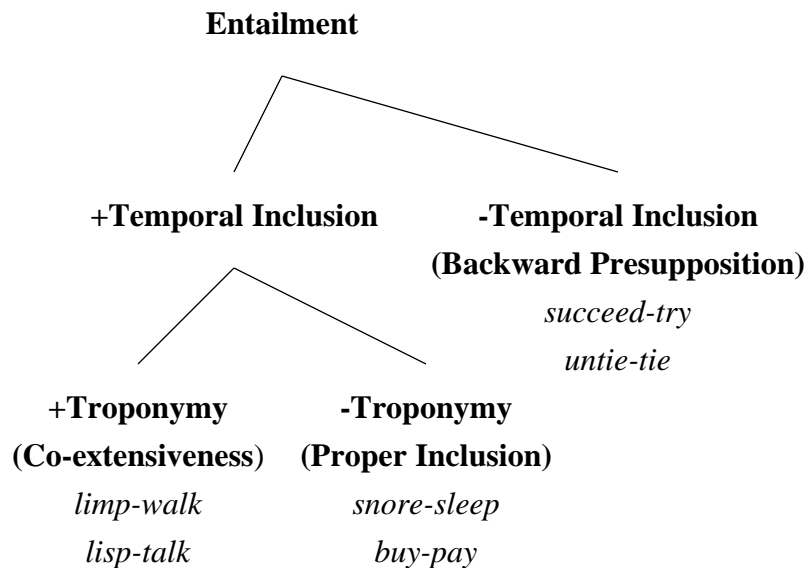 Entailment
+Temporal Inclusion
-Temporal Inclusion
(Backward Presupposition)
succeed-try
untie-tie
+Troponymy
(Co-extensiveness)
limp-walk
lisp-talk
-Troponymy
(Proper Inclusion)
snore-sleep
buy-pay